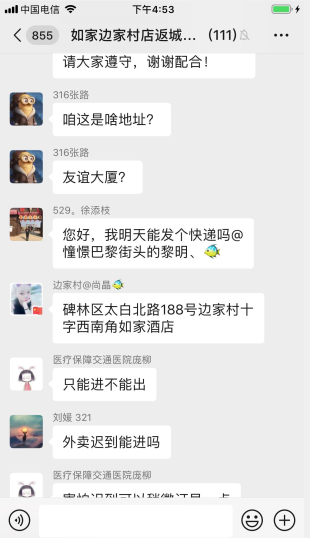 中国电信
下午4:53
855
如家边家村店返城... (111)
请大家遵守，谢谢配合！
316张路
咱这是啥地址？
316张路
友谊大厦？
529。徐添枝
您好，我明天能发个快递吗@
憧憬巴黎街头的黎明、
边家村@尚晶
碑林区太白北路188号边家村十
字西南角如家酒店
医疗保障交通医院庞柳
只能进不能出
刘媛 321
外卖迟到能进吗
医疗保障交通医院庞柳